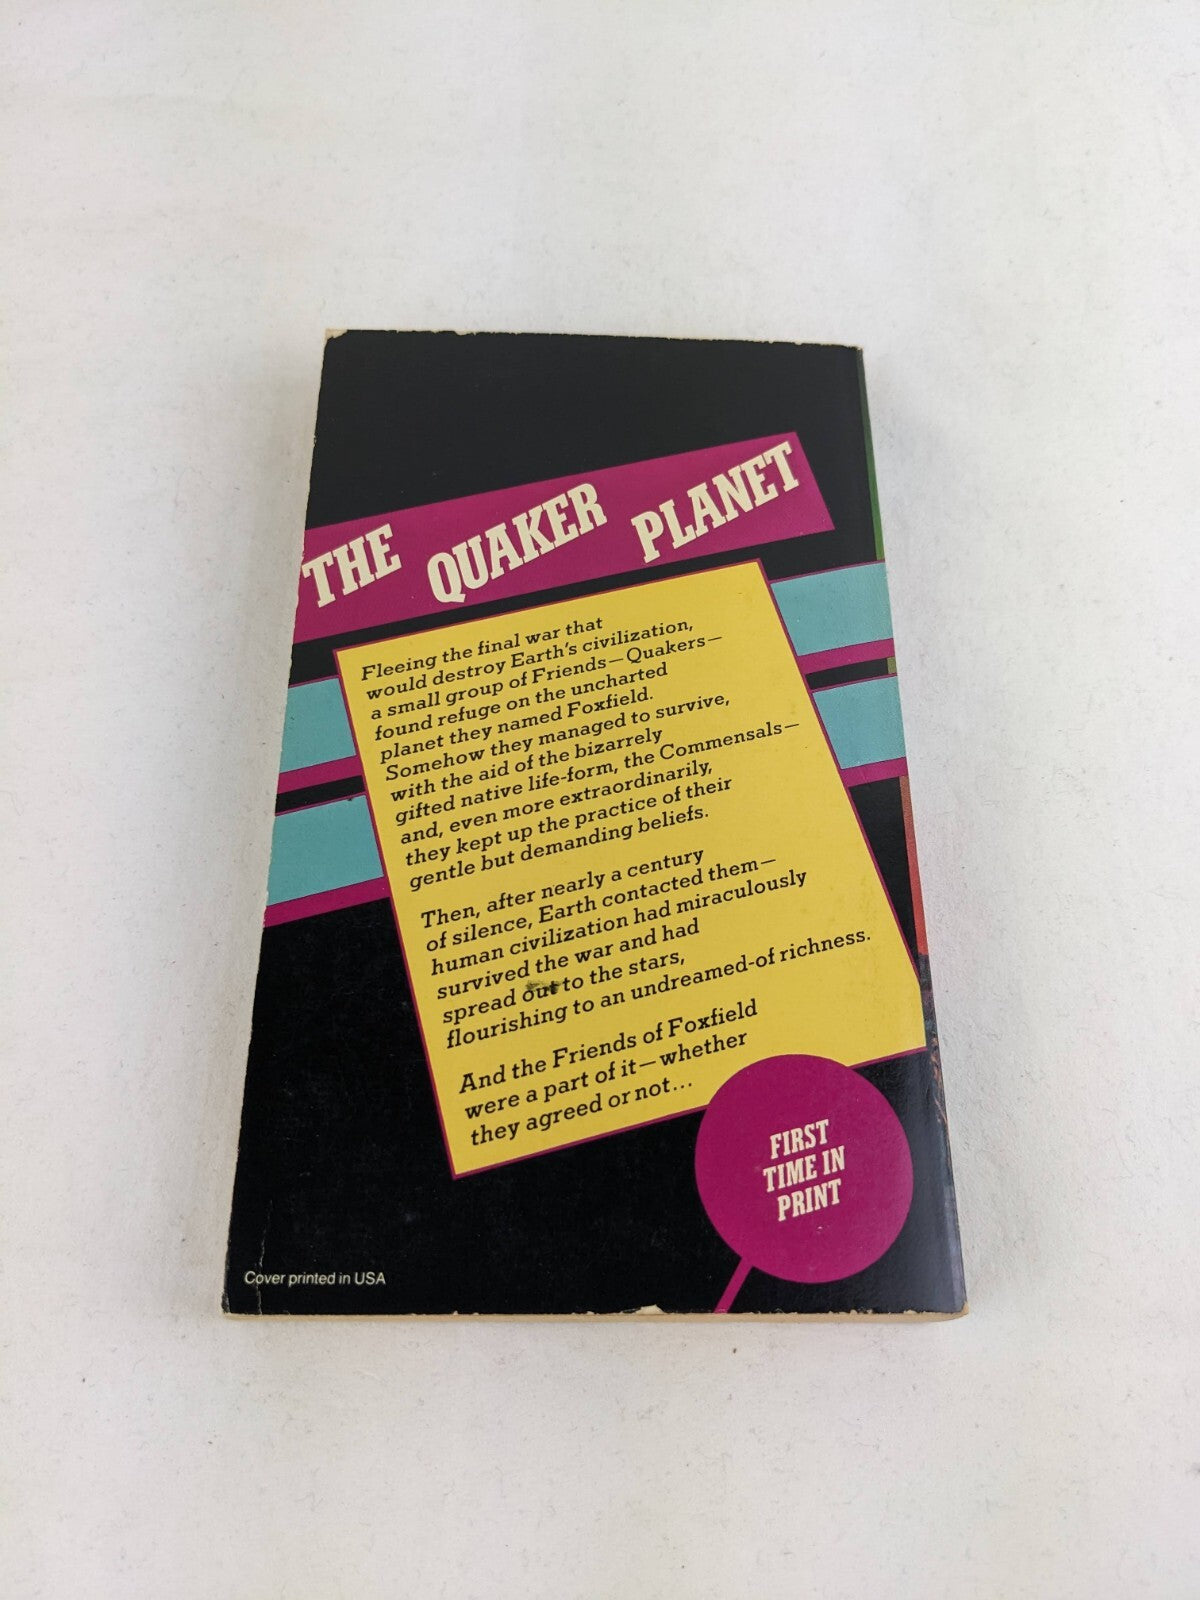 THE QUAKER PLANET
Fleeing the final war that
would destroy Earth's civilization,
a small group of Friends—Quakers—
found refuge on the uncharted
planet they named Foxfield.
Somehow they managed to survive,
with the aid of the bizarrely
gifted native life-form, the Commensals—
and, even more extraordinarily,
they kept up the practice of their
gentle but demanding beliefs.
Then, after nearly a century
of silence, Earth contacted them—
human civilization had miraculously
survived the war and had
spread out to the stars,
flourishing to an undreamed-of richness.
And the Friends of Foxfield
were a part of it—whether
they agreed or not...
FIRST
TIME IN
PRINT
Cover printed in USA